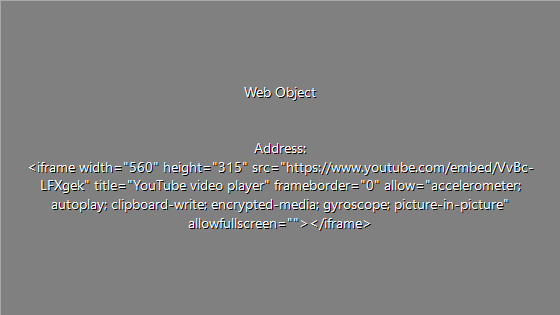 Web Object
Address:
<iframe width="560" height="315" src="https://www.youtube.com/embed/VvBc-
LFXgek" title="YouTube video player" frameborder="0" allow="accelerometer;
autoplay; clipboard-write; encrypted-media; gyroscope; picture-in-picture"
allowfullscreen=""></iframe>